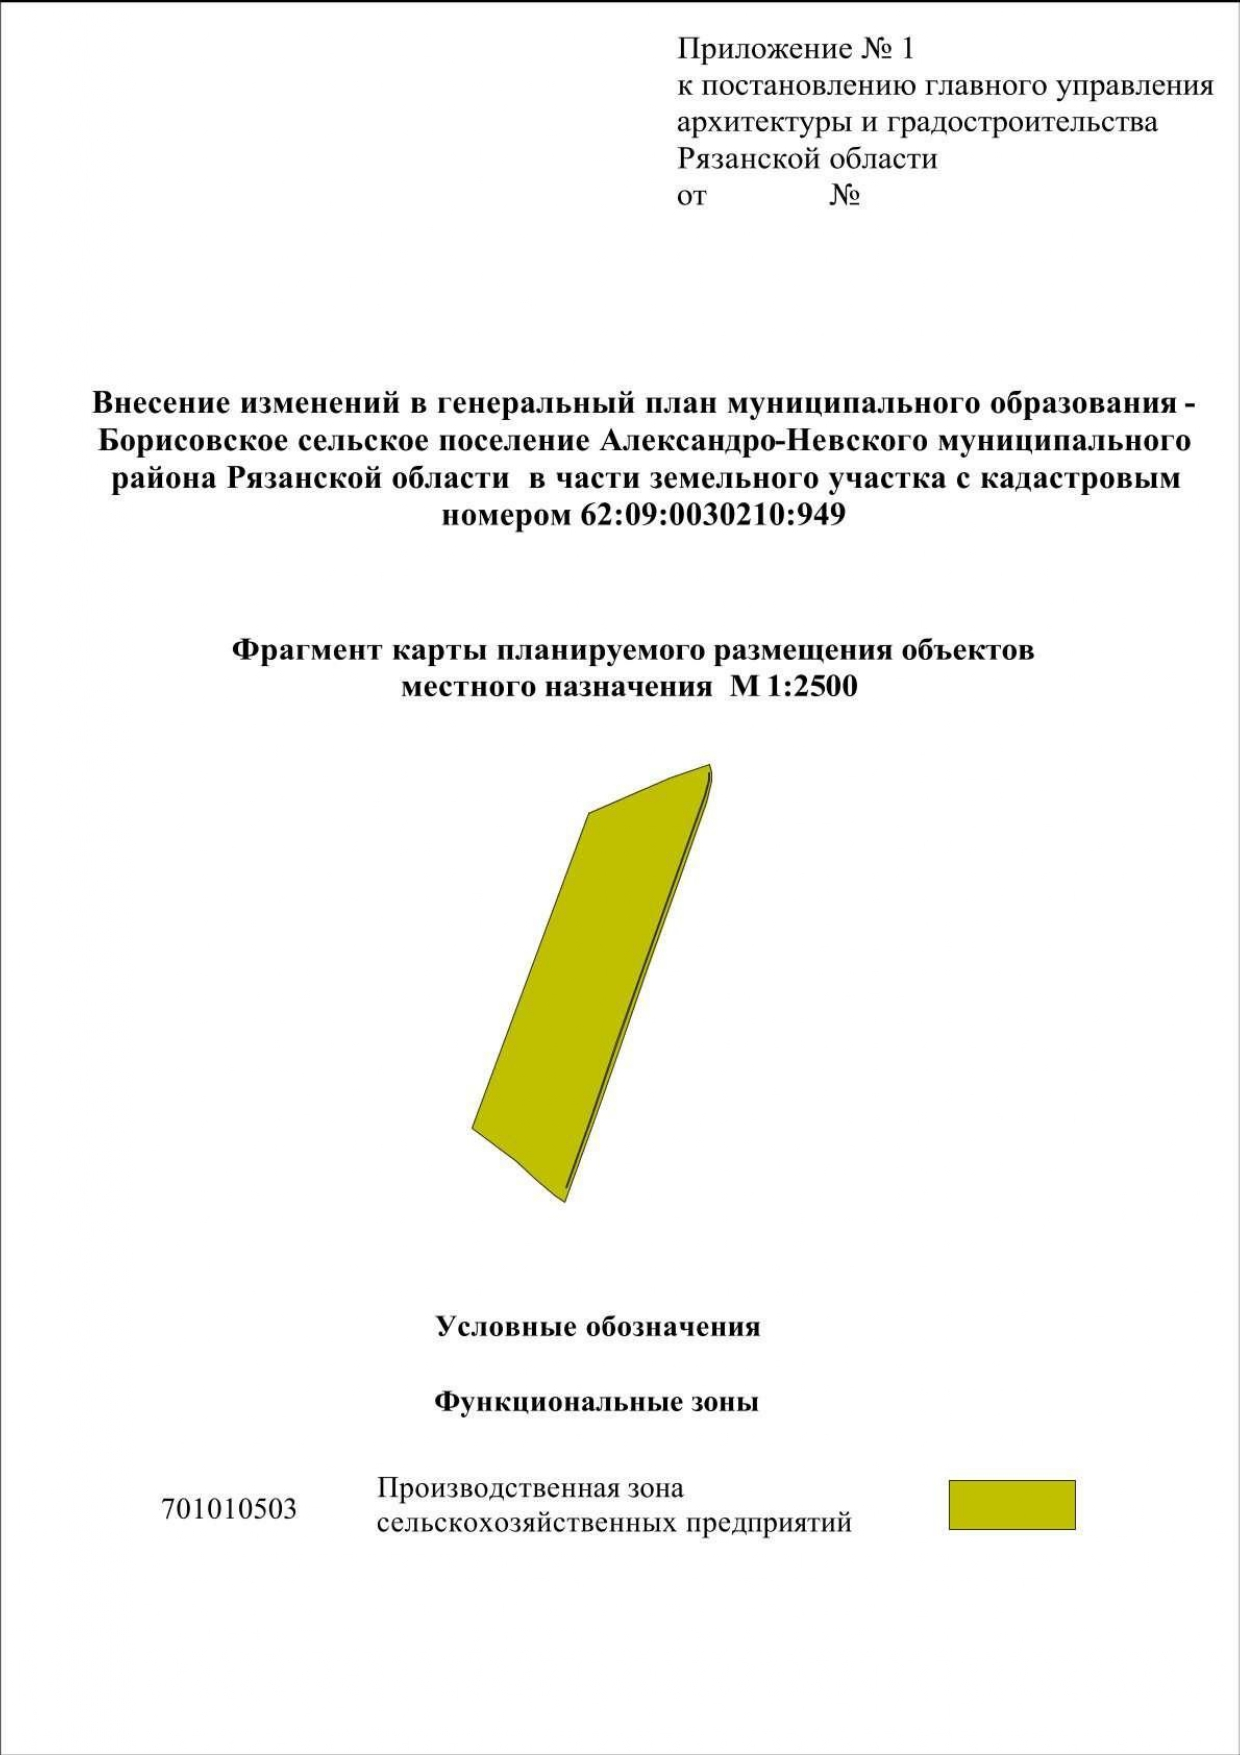 Приложение № 1
к постановлению главного управления
архитектуры и градостроительства
Рязанской области
от №
Внесение изменений в генеральный план муниципального образования -
Борисовское сельское поселение Александро-Невского муниципального
района Рязанской области в части земельного участка с кадастровым
номером 62:09:0030210:949
Фрагмент карты планируемого размещения объектов
местного назначения М 1:2500
Условные обозначения
Функциональные зоны
701010503
Производственная зона
сельскохозяйственных предприятий